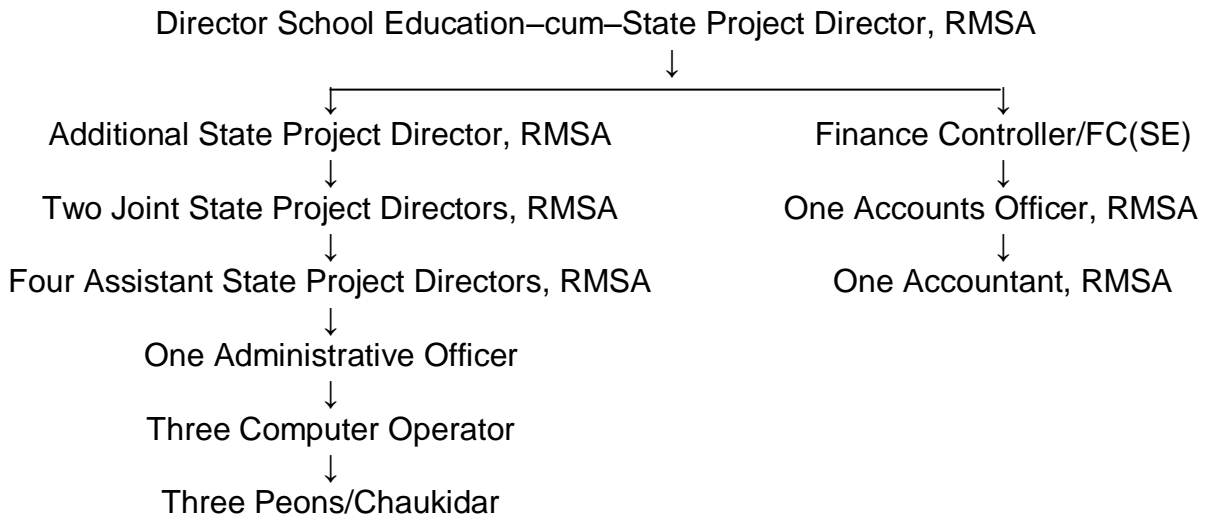 Director School Education–cum–State Project Director, RMSA
↓
↓ ↓
Additional State Project Director, RMSA Finance Controller/FC(SE)
↓ ↓
Two Joint State Project Directors, RMSA One Accounts Officer, RMSA
↓ ↓
Four Assistant State Project Directors, RMSA One Accountant, RMSA
↓
One Administrative Officer
↓
Three Computer Operator
↓
Three Peons/Chaukidar